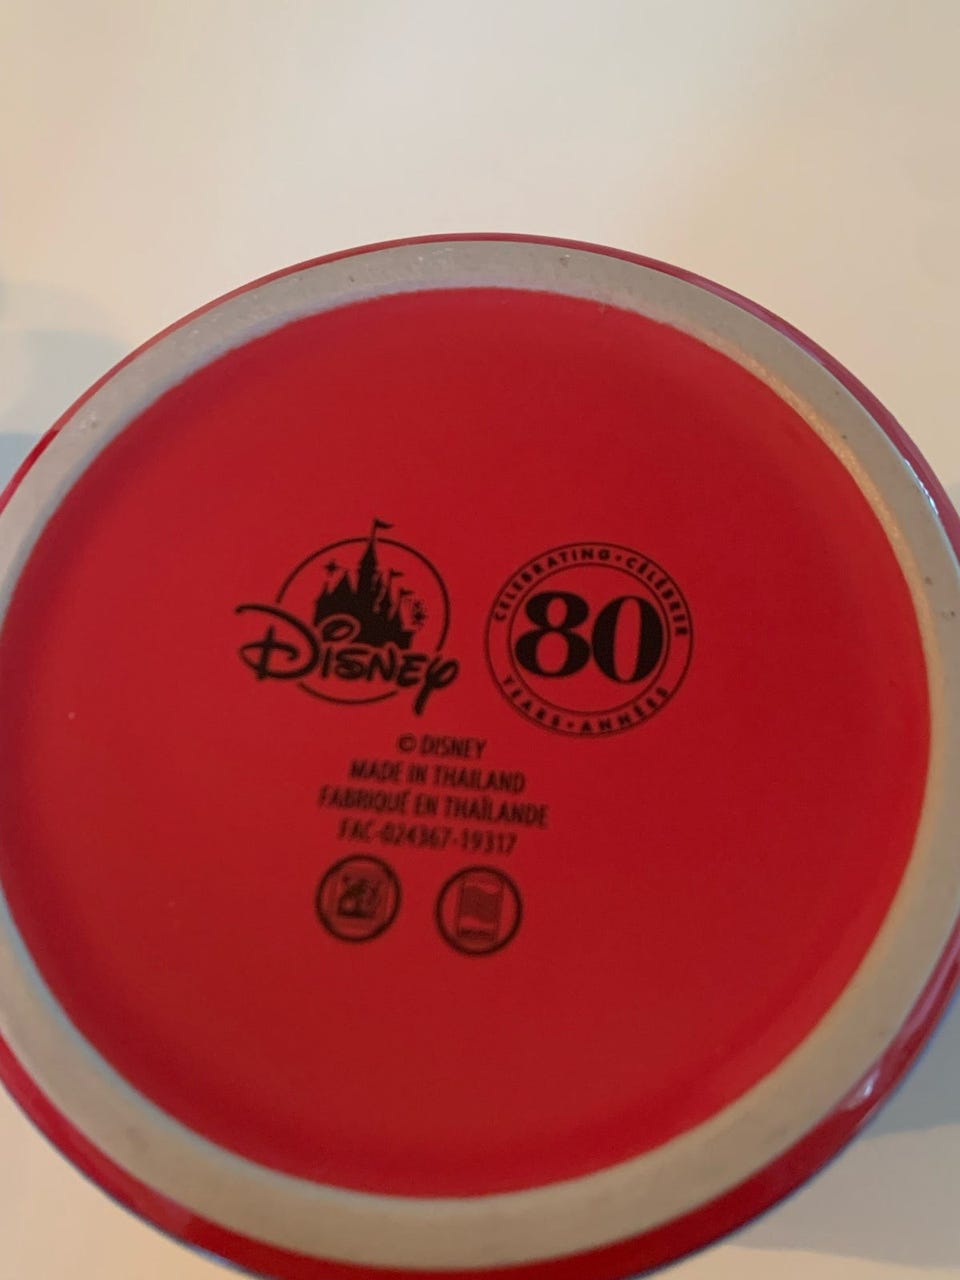 Disney
CELEBRATING • CÉLÉBRER
80
YEARS • ANNÉES
© DISNEY
MADE IN THAILAND
FABRIQUÉ EN THAÏLANDE
FAC-024367-19317